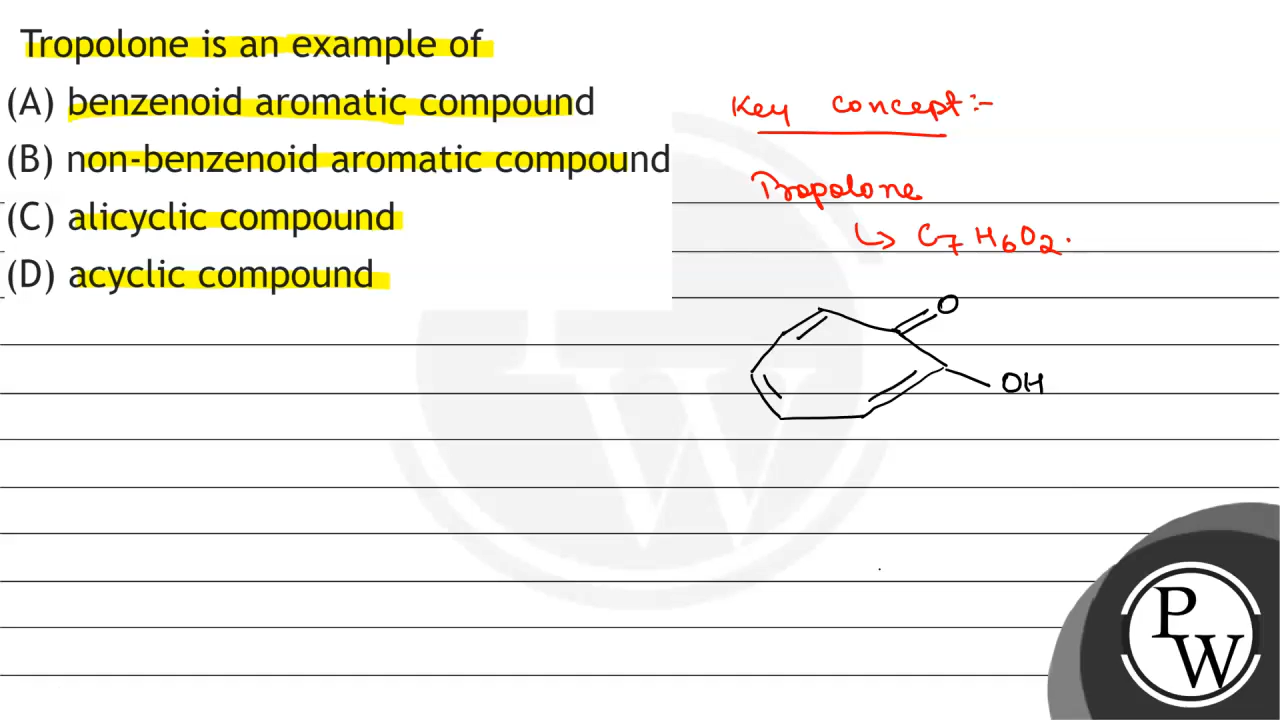 Tropolone is an example of
(A) benzenoid aromatic compound
(B) non-benzenoid aromatic compound
(C) alicyclic compound
(D) acyclic compound
Key concept :-
Tropolone
↳ C7H6O2.
O
OH
PW
PW